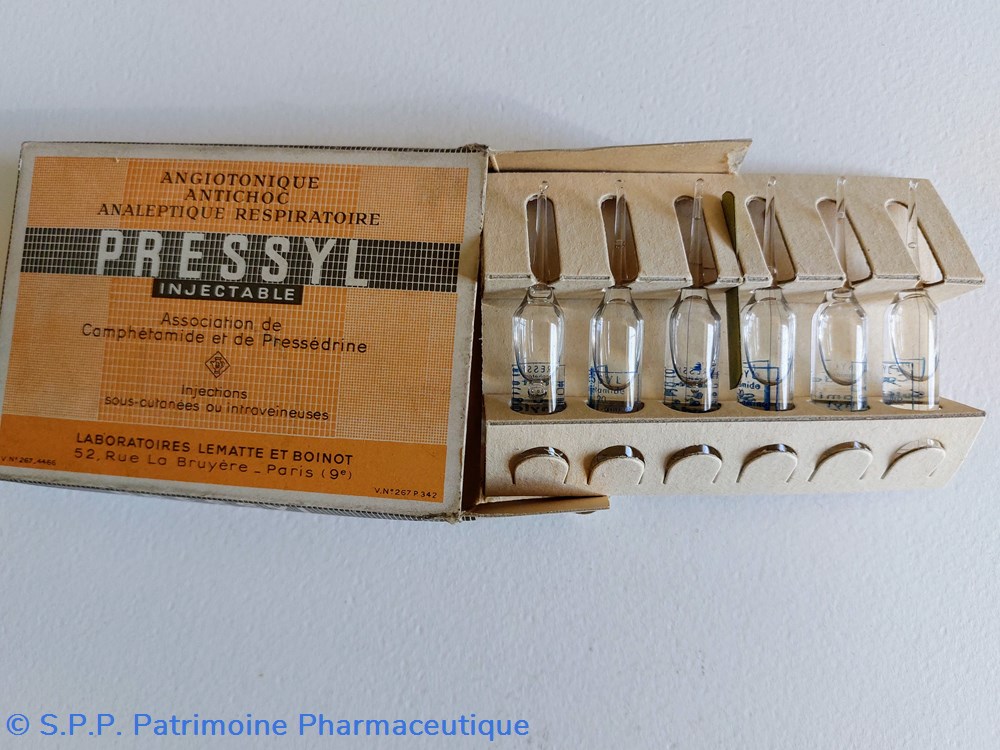 ANGIOTONIQUE
ANTICHOC
ANALEPTIQUE RESPIRATOIRE
PRESSYL
INJECTABLE
Association de
Camphétamide et de Pressédrine
Injections
sous-cutanées ou intraveineuses
LABORATOIRES LEMATTE ET BOINOT
52, Rue La Bruyère _ Paris (9e)
V.N°267_4466
V.N°267 P.342
© S.P.P. Patrimoine Pharmaceutique